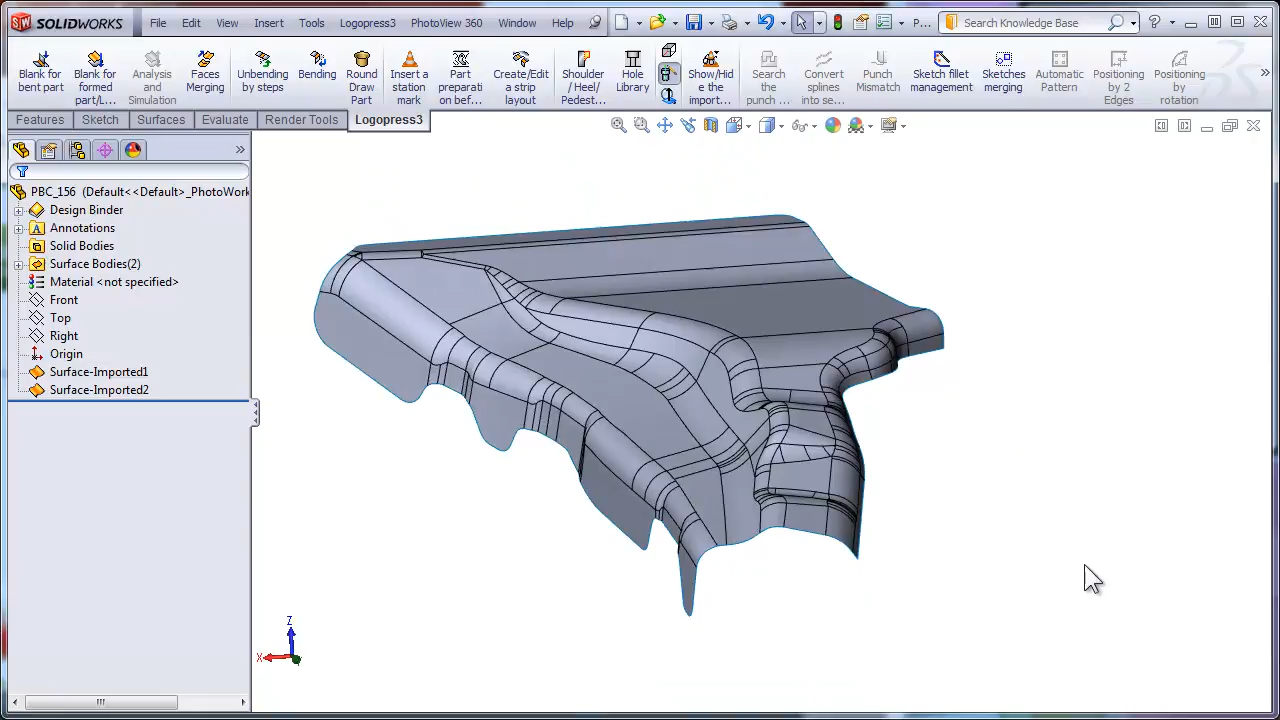 SOLIDWORKS File Edit View Insert Tools Logopress3 PhotoView 360 Window Help P... Search Knowledge Base
Blank for bent part
Blank for formed part/L...
Analysis and Simulation
Faces Merging
Unbending by steps
Bending
Round Draw Part
Insert a station mark
Part preparati on bef...
Create/Edit a strip layout
Shoulder / Heel/ Pedest...
Hole Library
Show/Hid e the import...
Search the punch ...
Convert splines into se...
Punch Mismatch
Sketch fillet management
Sketches merging
Automatic Pattern
Positioning by 2 Edges
Positioning by rotation
Features Sketch Surfaces Evaluate Render Tools Logopress3
PBC_156 (Default<<Default>_PhotoWork
Design Binder
Annotations
Solid Bodies
Surface Bodies(2)
Material <not specified>
Front
Top
Right
Origin
Surface-Imported1
Surface-Imported2
Z
X